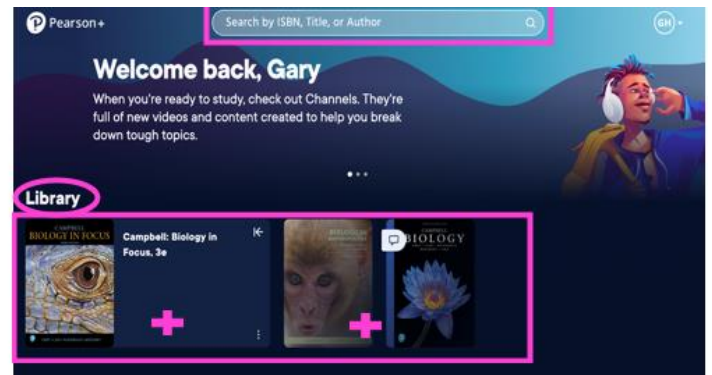 Pearson+
Search by ISBN, Title, or Author
GH
Welcome back, Gary
When you're ready to study, check out Channels. They're
full of new videos and content created to help you break
down tough topics.
Library
CAMPBELL
BIOLOGY IN FOCUS
Campbell: Biology in
Focus, 3e
CAMPBELL
BIOLOGY